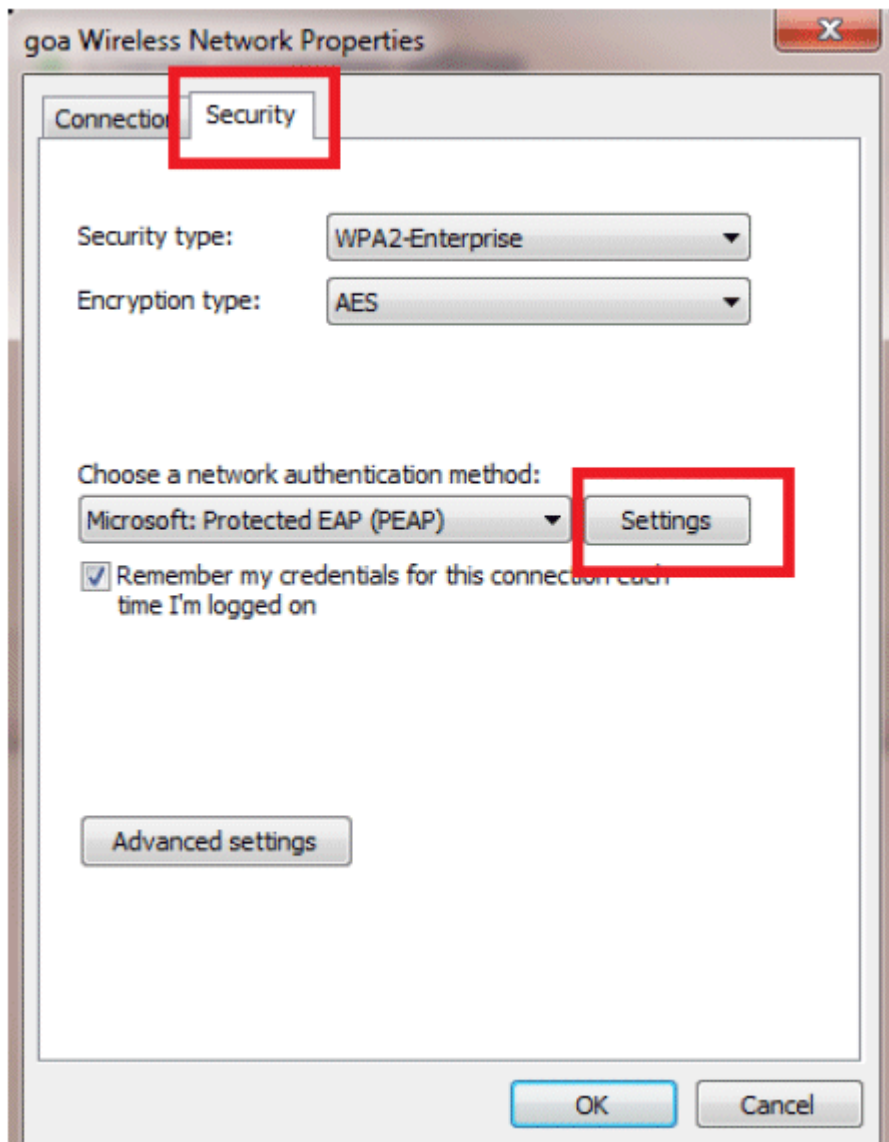 goa Wireless Network Properties
Connection
Security
Security type:
WPA2-Enterprise
Encryption type:
AES
Choose a network authentication method:
Microsoft: Protected EAP (PEAP)
Settings
Remember my credentials for this connection each
time I'm logged on
Advanced settings
OK
Cancel